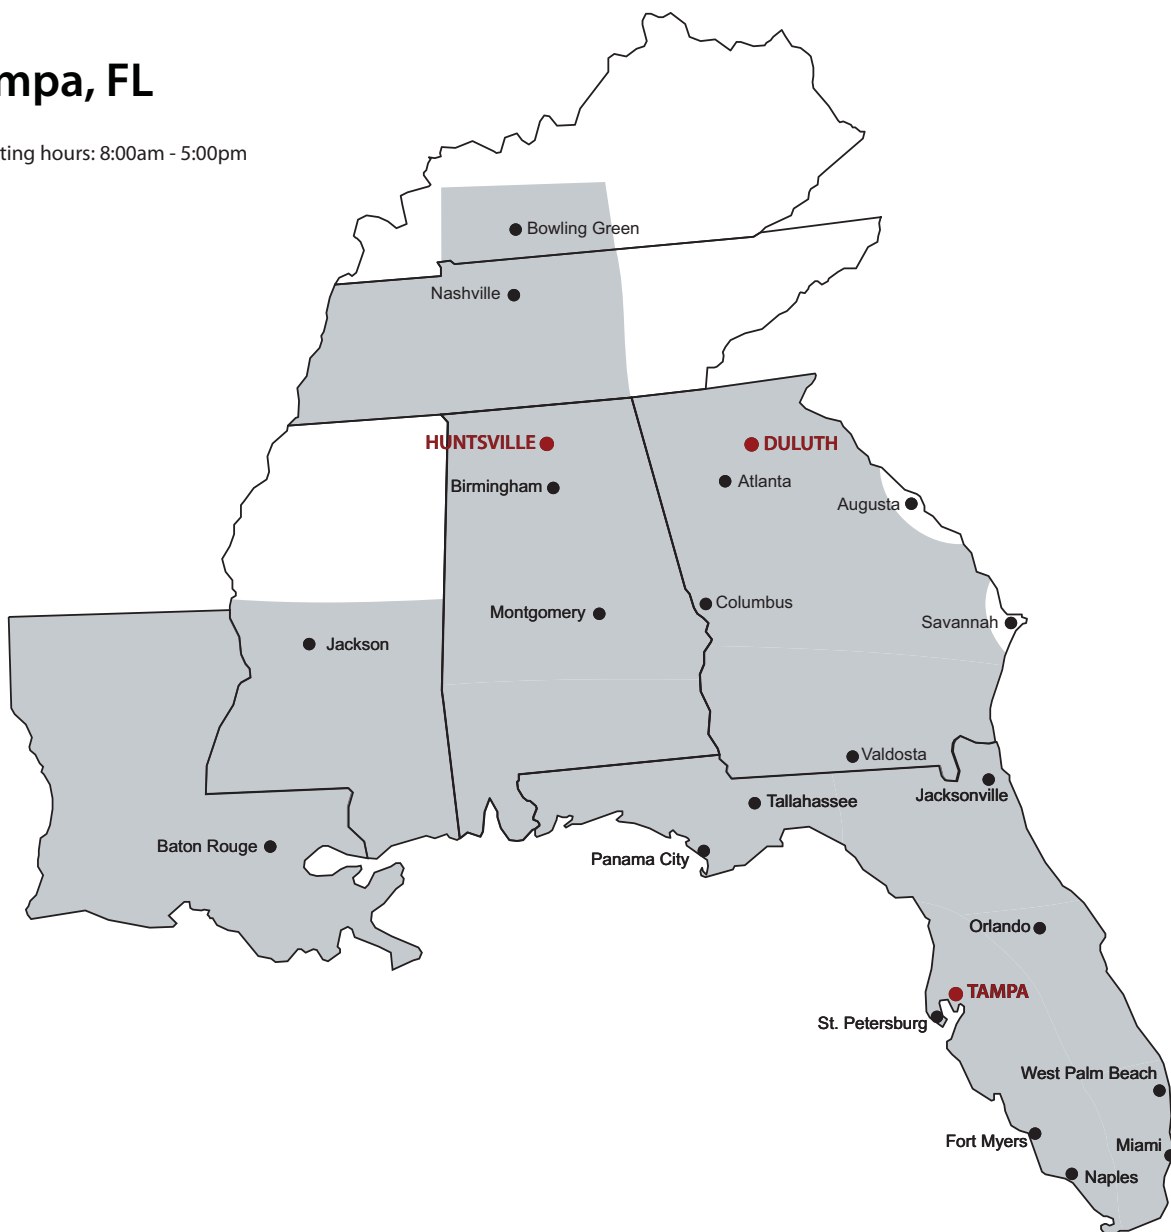 mpa, FL
ting hours: 8:00am - 5:00pm
Bowling Green
Nashville
HUNTSVILLE
DULUTH
Birmingham
Atlanta
Augusta
Columbus
Montgomery
Savannah
Jackson
Valdosta
Jacksonville
Tallahassee
Baton Rouge
Panama City
Orlando
TAMPA
St. Petersburg
West Palm Beach
Fort Myers
Miami
Naples